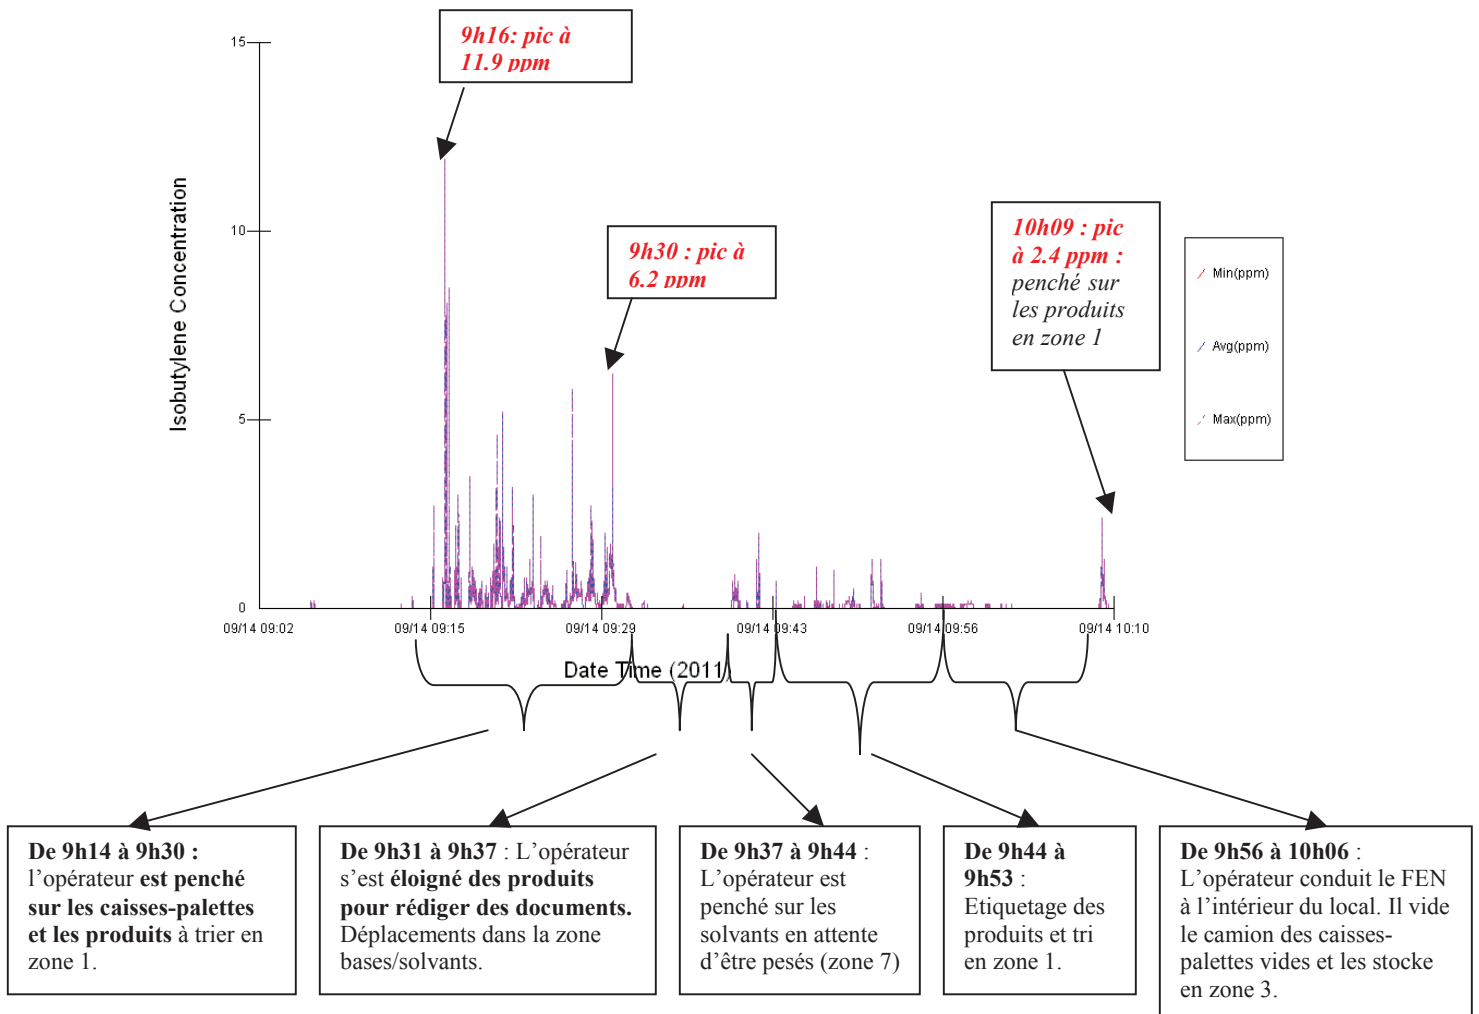 9h16: pic à
11.9 ppm
15
10
5
0
Isobutylene Concentration
9h30 : pic à
6.2 ppm
10h09 : pic
à 2.4 ppm :
penché sur
les produits
en zone 1
Min(ppm)
Avg(ppm)
Max(ppm)
09/14 09:02
09/14 09:15
09/14 09:29
09/14 09:43
09/14 09:56
09/14 10:10
Date Time (2011)
De 9h14 à 9h30 :
l'opérateur est penché
sur les caisses-palettes
et les produits à trier en
zone 1.
De 9h31 à 9h37 : L'opérateur
s'est éloigné des produits
pour rédiger des documents.
Déplacements dans la zone
bases/solvants.
De 9h37 à 9h44 :
L'opérateur est
penché sur les
solvants en attente
d'être pesés (zone 7)
De 9h44 à
9h53 :
Etiquetage des
produits et tri
en zone 1.
De 9h56 à 10h06 :
L'opérateur conduit le FEN
à l'intérieur du local. Il vide
le camion des caisses-
palettes vides et les stocke
en zone 3.